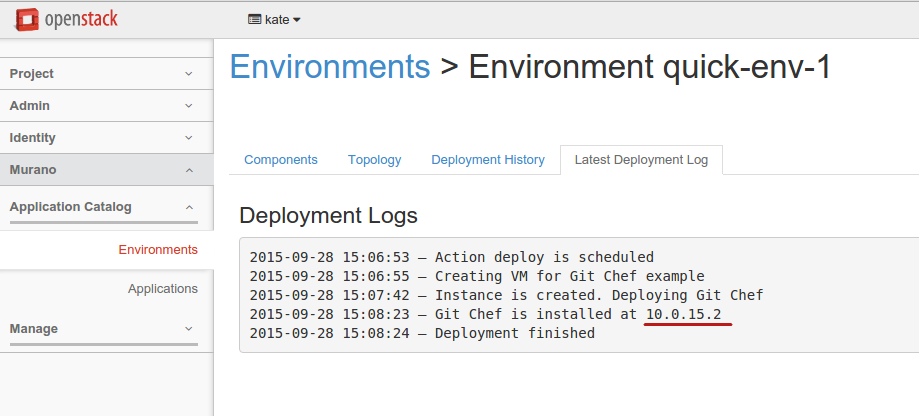 openstack
kate
Project
Admin
Identity
Murano
Application Catalog
Environments
Applications
Manage
Environments > Environment quick-env-1
Components Topology Deployment History Latest Deployment Log
Deployment Logs
2015-09-28 15:06:53 — Action deploy is scheduled
2015-09-28 15:06:55 — Creating VM for Git Chef example
2015-09-28 15:07:42 — Instance is created. Deploying Git Chef
2015-09-28 15:08:23 — Git Chef is installed at 10.0.15.2
2015-09-28 15:08:24 — Deployment finished